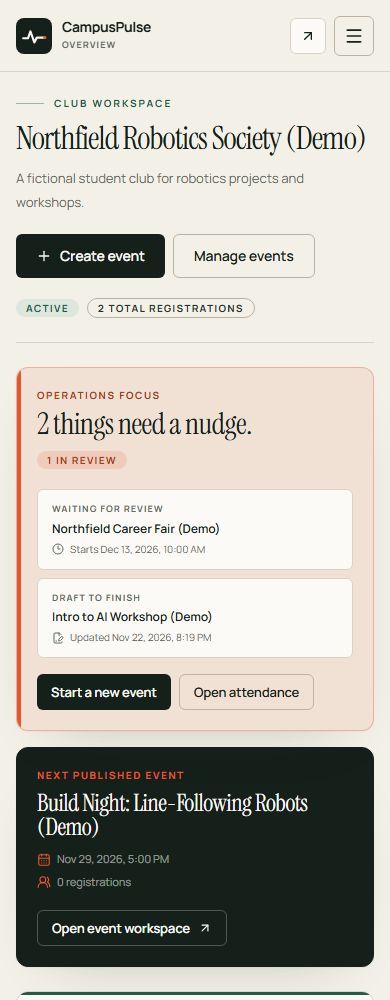 CampusPulse
OVERVIEW
CLUB WORKSPACE
Northfield Robotics Society (Demo)
A fictional student club for robotics projects and
workshops.
Create event
Manage events
ACTIVE
2 TOTAL REGISTRATIONS
OPERATIONS FOCUS
2 things need a nudge.
1 IN REVIEW
WAITING FOR REVIEW
Northfield Career Fair (Demo)
Starts Dec 13, 2026, 10:00 AM
DRAFT TO FINISH
Intro to AI Workshop (Demo)
Updated Nov 22, 2026, 8:19 PM
Start a new event
Open attendance
NEXT PUBLISHED EVENT
Build Night: Line-Following Robots
(Demo)
Nov 29, 2026, 5:00 PM
0 registrations
Open event workspace